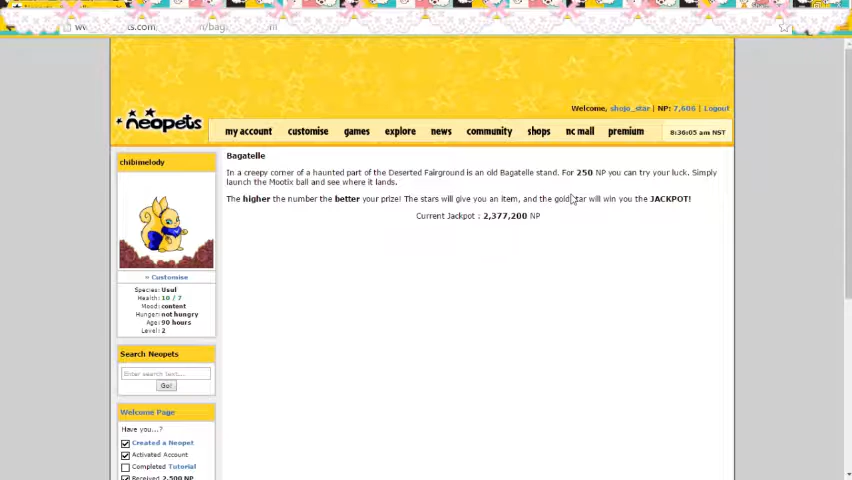 Welcome, shojo_star | NP: 7,606 | Logout
neopets
my account customise games explore news community shops nc mall premium 8:36:05 am NST
chibimelody
Bagatelle
In a creepy corner of a haunted part of the Deserted Fairground is an old Bagatelle stand. For 250 NP you can try your luck. Simply
launch the Mootix ball and see where it lands.
The higher the number the better your prize! The stars will give you an item, and the gold star will win you the JACKPOT!
Current Jackpot : 2,377,200 NP
» Customise
Species: Usul
Health: 10 / 7
Mood: content
Hunger: not hungry
Age: 90 hours
Level: 2
Search Neopets
Enter search text...
Go!
Welcome Page
Have you...?
Created a Neopet
Activated Account
Completed Tutorial
Received 2,500 NP